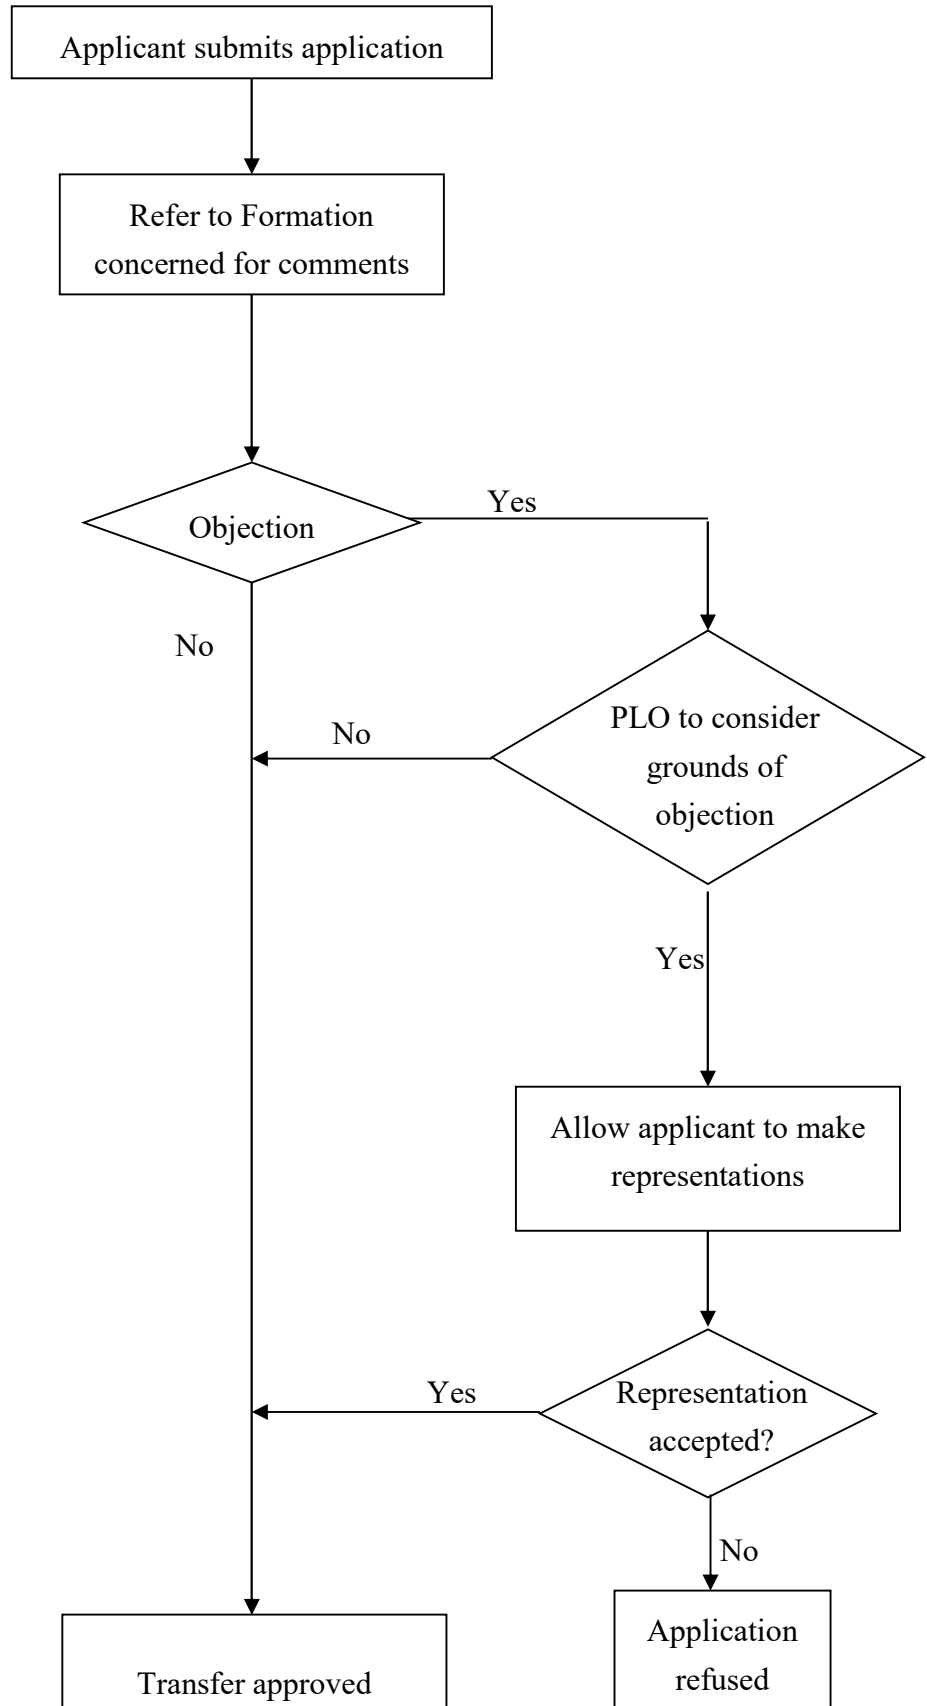 Applicant submits application
Refer to Formation
concerned for comments
Objection
Yes
No
PLO to consider
grounds of
objection
No
Yes
Allow applicant to make
representations
Representation
accepted?
Yes
No
Application
refused
Transfer approved